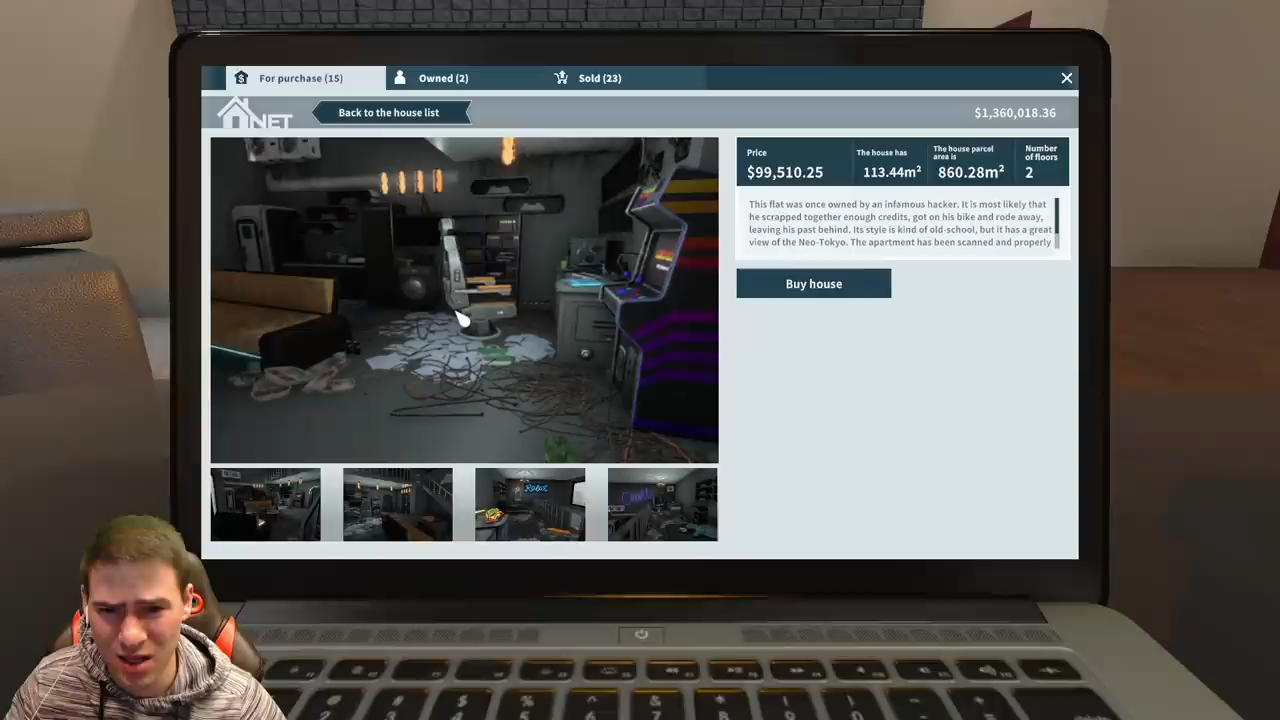 For purchase (15)
Owned (2)
Sold (23)
NET
Back to the house list
$1,360,018.36
Price
$99,510.25
The house has
113.44m²
The house parcel
area is
860.28m²
Number
of floors
2
This flat was once owned by an infamous hacker. It is most likely that
he scrapped together enough credits, got on his bike and rode away,
leaving his past behind. Its style is kind of old-school, but it has a great
view of the Neo-Tokyo. The apartment has been scanned and properly
Buy house